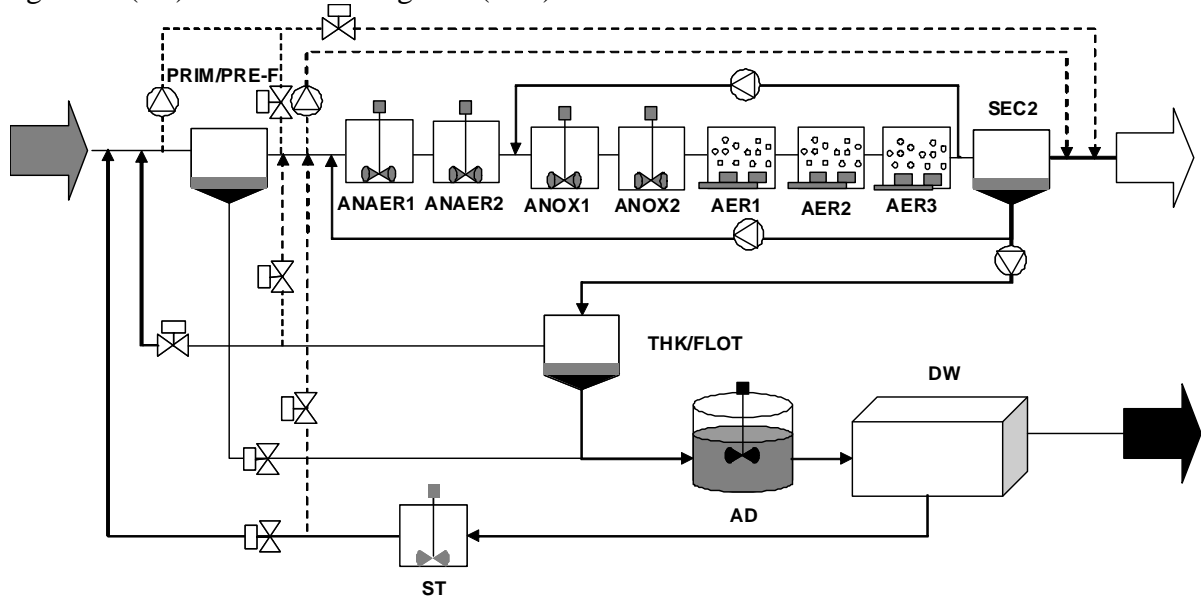 PRIM/PRE-F
SEC2
ANAER1
ANAER2
ANOX1
ANOX2
AER1
AER2
AER3
THK/FLOT
DW
AD
ST